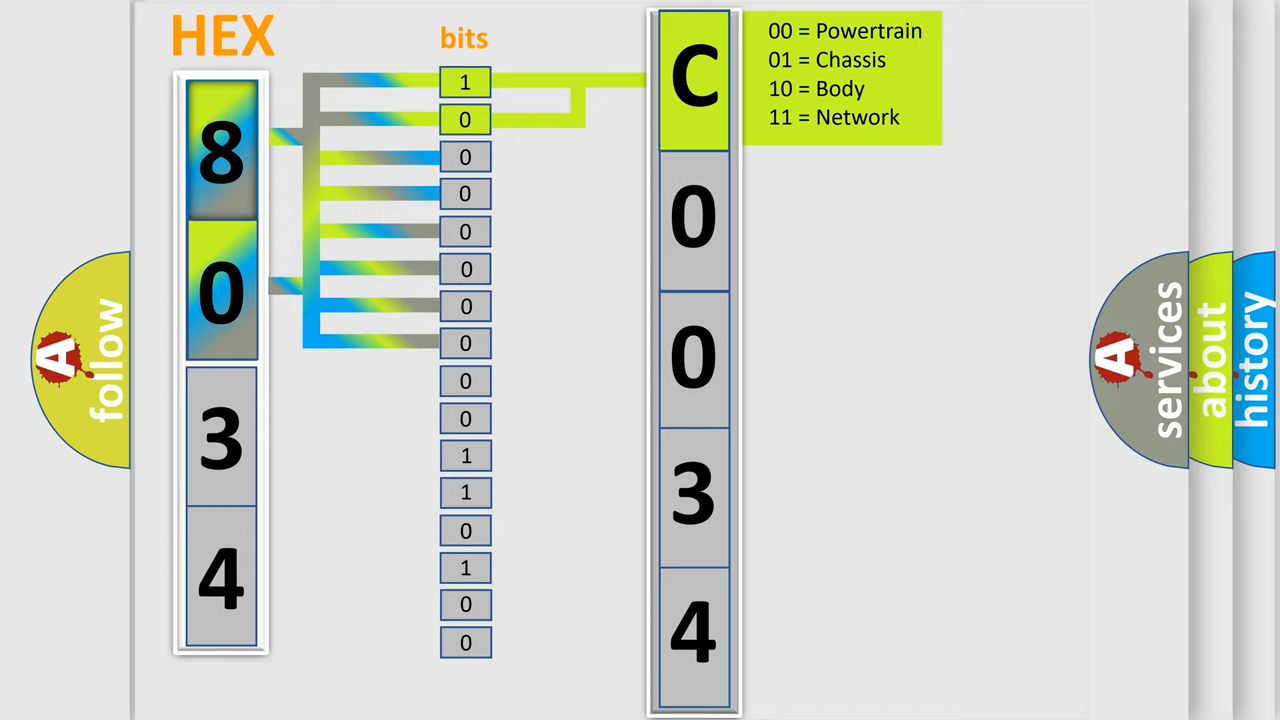 HEX
bits
8
0
3
4
1
0
0
0
0
0
0
0
0
0
1
1
0
1
0
0
C
0
0
3
4
00 = Powertrain
01 = Chassis
10 = Body
11 = Network
A
follow
A
services
about
history